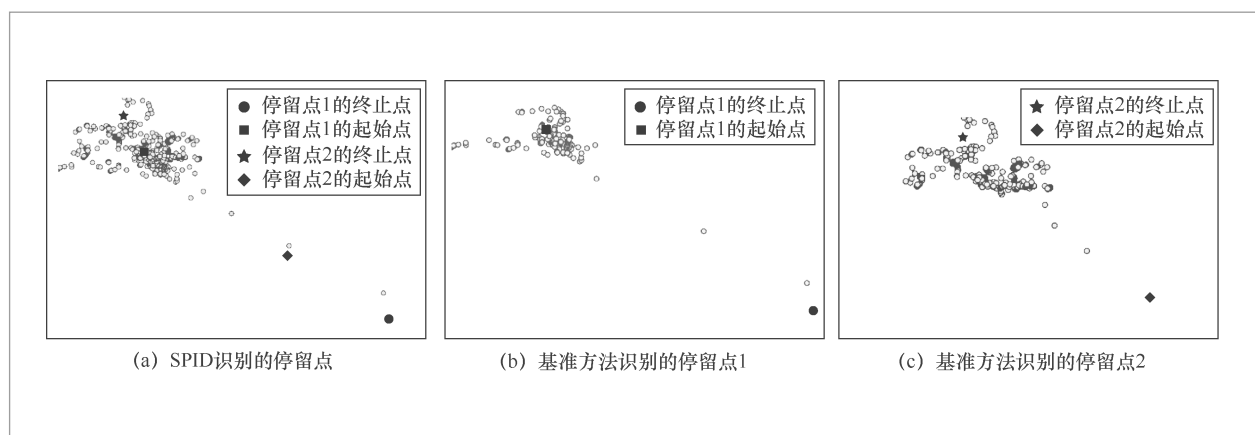 停留点1的终止点
停留点1的起始点
停留点2的终止点
停留点2的起始点
停留点1的终止点
停留点1的起始点
停留点2的终止点
停留点2的起始点
(a) SPID识别的停留点
(b) 基准方法识别的停留点1
(c) 基准方法识别的停留点2